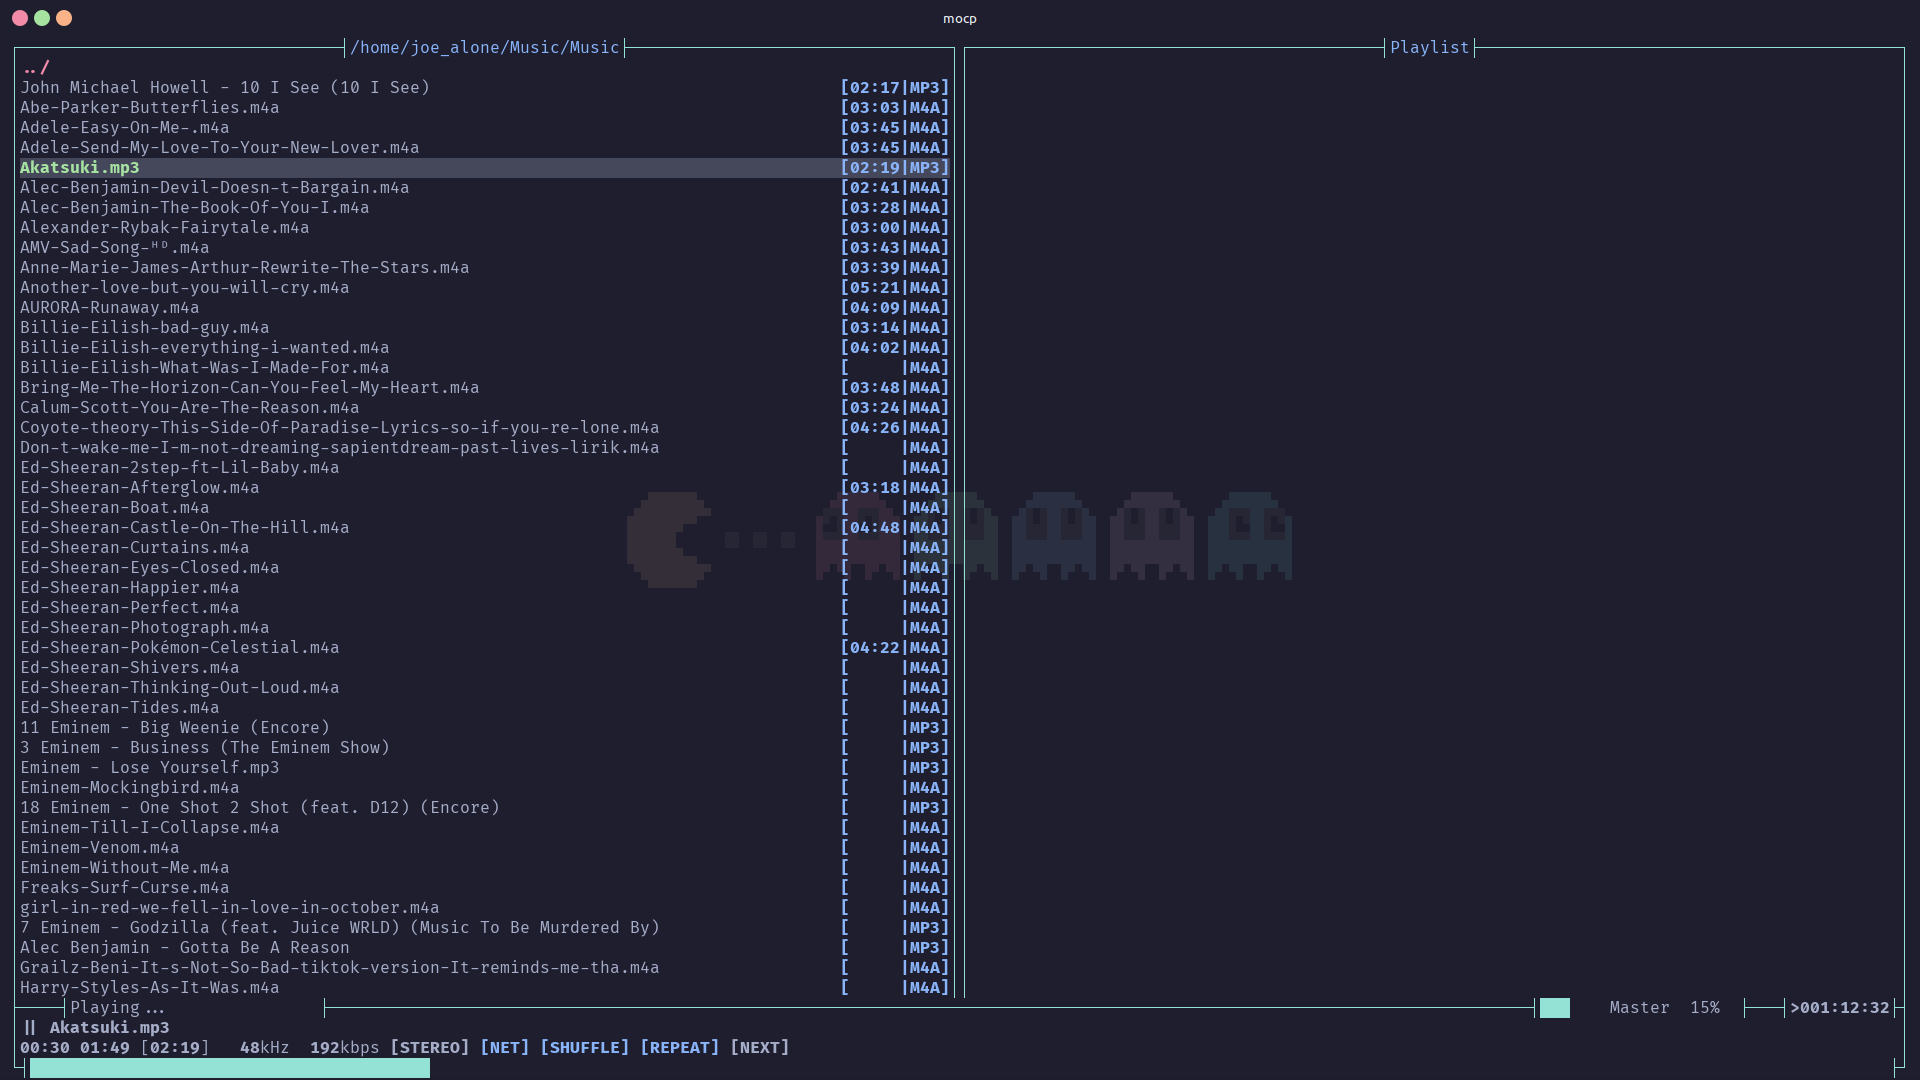 mocp
/home/joe_alone/Music/Music
../
John Michael Howell - 10 I See (10 I See) [02:17|MP3]
Abe-Parker-Butterflies.m4a [03:03|M4A]
Adele-Easy-On-Me-.m4a [03:45|M4A]
Adele-Send-My-Love-To-Your-New-Lover.m4a [03:45|M4A]
Akatsuki.mp3 [02:19|MP3]
Alec-Benjamin-Devil-Doesn-t-Bargain.m4a [02:41|M4A]
Alec-Benjamin-The-Book-Of-You-I.m4a [03:28|M4A]
Alexander-Rybak-Fairytale.m4a [03:00|M4A]
AMV-Sad-Song-ᴴᴰ.m4a [03:43|M4A]
Anne-Marie-James-Arthur-Rewrite-The-Stars.m4a [03:39|M4A]
Another-love-but-you-will-cry.m4a [05:21|M4A]
AURORA-Runaway.m4a [04:09|M4A]
Billie-Eilish-bad-guy.m4a [03:14|M4A]
Billie-Eilish-everything-i-wanted.m4a [04:02|M4A]
Billie-Eilish-What-Was-I-Made-For.m4a [     |M4A]
Bring-Me-The-Horizon-Can-You-Feel-My-Heart.m4a [03:48|M4A]
Calum-Scott-You-Are-The-Reason.m4a [03:24|M4A]
Coyote-theory-This-Side-Of-Paradise-Lyrics-so-if-you-re-lone.m4a [04:26|M4A]
Don-t-wake-me-I-m-not-dreaming-sapientdream-past-lives-lirik.m4a [     |M4A]
Ed-Sheeran-2step-ft-Lil-Baby.m4a [     |M4A]
Ed-Sheeran-Afterglow.m4a [03:18|M4A]
Ed-Sheeran-Boat.m4a [     |M4A]
Ed-Sheeran-Castle-On-The-Hill.m4a [04:48|M4A]
Ed-Sheeran-Curtains.m4a [     |M4A]
Ed-Sheeran-Eyes-Closed.m4a [     |M4A]
Ed-Sheeran-Happier.m4a [     |M4A]
Ed-Sheeran-Perfect.m4a [     |M4A]
Ed-Sheeran-Photograph.m4a [     |M4A]
Ed-Sheeran-Pokémon-Celestial.m4a [04:22|M4A]
Ed-Sheeran-Shivers.m4a [     |M4A]
Ed-Sheeran-Thinking-Out-Loud.m4a [     |M4A]
Ed-Sheeran-Tides.m4a [     |M4A]
11 Eminem - Big Weenie (Encore) [     |MP3]
3 Eminem - Business (The Eminem Show) [     |MP3]
Eminem - Lose Yourself.mp3 [     |MP3]
Eminem-Mockingbird.m4a [     |M4A]
18 Eminem - One Shot 2 Shot (feat. D12) (Encore) [     |MP3]
Eminem-Till-I-Collapse.m4a [     |M4A]
Eminem-Venom.m4a [     |M4A]
Eminem-Without-Me.m4a [     |M4A]
Freaks-Surf-Curse.m4a [     |M4A]
girl-in-red-we-fell-in-love-in-october.m4a [     |M4A]
7 Eminem - Godzilla (feat. Juice WRLD) (Music To Be Murdered By) [     |MP3]
Alec Benjamin - Gotta Be A Reason [     |MP3]
Grailz-Beni-It-s-Not-So-Bad-tiktok-version-It-reminds-me-tha.m4a [     |M4A]
Harry-Styles-As-It-Was.m4a [     |M4A]
Playlist
Playing...
Master 15% >001:12:32
|| Akatsuki.mp3
00:30 01:49 [02:19] 48kHz 192kbps [STEREO] [NET] [SHUFFLE] [REPEAT] [NEXT]